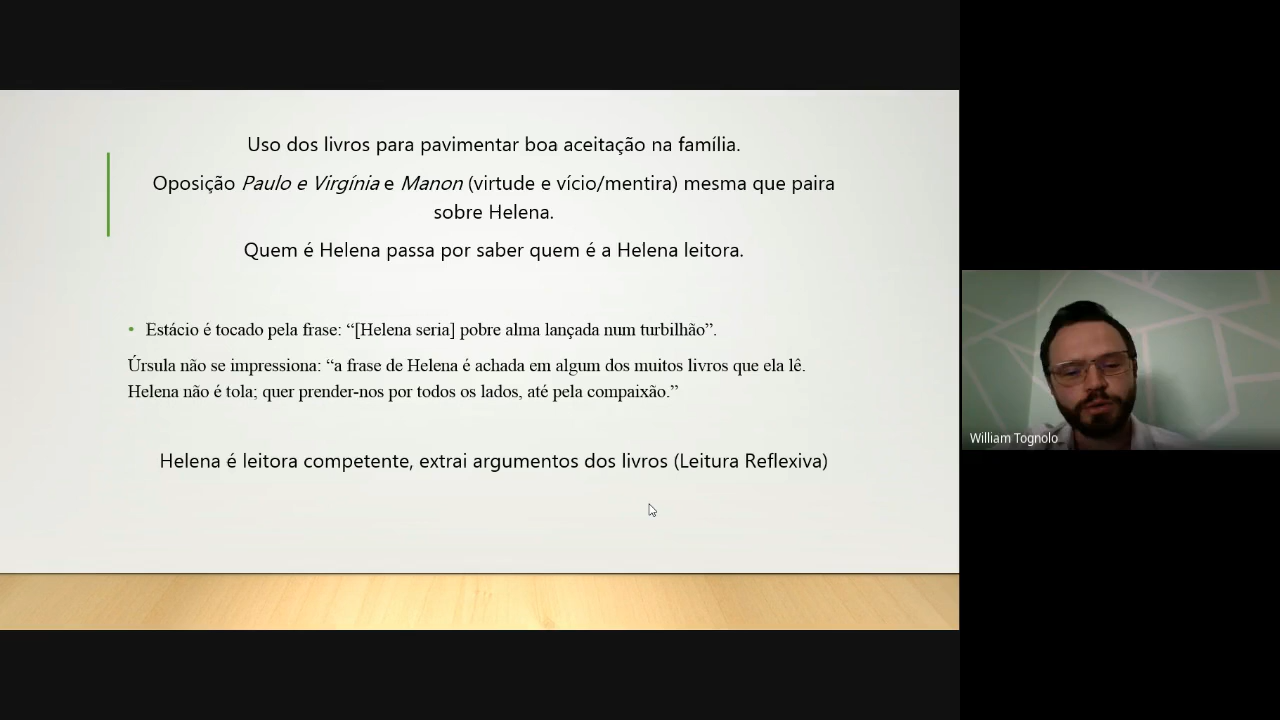 Uso dos livros para pavimentar boa aceitação na família.
Oposição Paulo e Virgínia e Manon (virtude e vício/mentira) mesma que paira
sobre Helena.
Quem é Helena passa por saber quem é a Helena leitora.
• Estácio é tocado pela frase: “[Helena seria] pobre alma lançada num turbilhão”.
Úrsula não se impressiona: “a frase de Helena é achada em algum dos muitos livros que ela lê.
Helena não é tola; quer prender-nos por todos os lados, até pela compaixão.”
Helena é leitora competente, extrai argumentos dos livros (Leitura Reflexiva)
William Tognolo